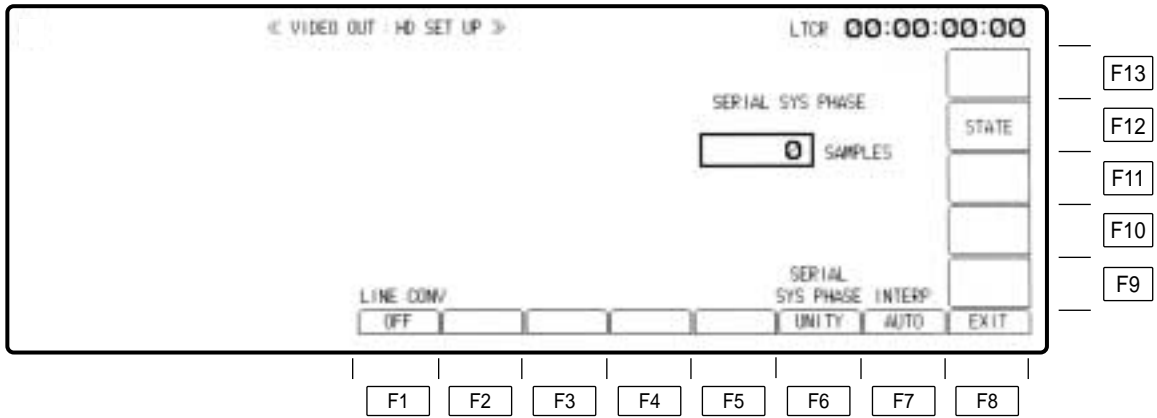 ≪ VIDEO OUT : HD SET UP ≫
LTCR 00:00:00:00
SERIAL SYS PHASE
0 SAMPLES
STATE
LINE CONV
SERIAL
SYS PHASE INTERP
OFF UNITY AUTO EXIT
F13
F12
F11
F10
F9
F1 F2 F3 F4 F5 F6 F7 F8